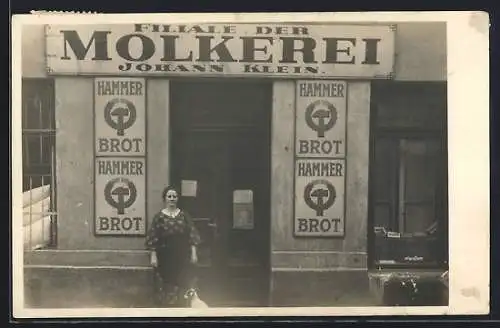 FILIALE DER
MOLKEREI
JOHANN KLEIN.
HAMMER
BROT
HAMMER
BROT
HAMMER
BROT
HAMMER
BROT